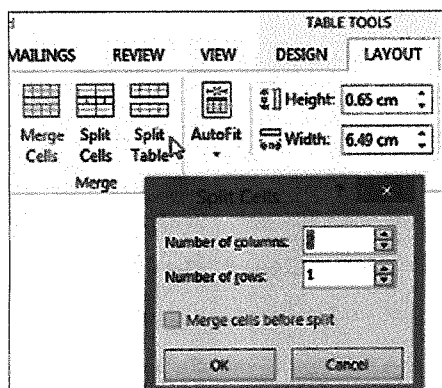 TABLE TOOLS
MAILINGS REVIEW VIEW DESIGN LAYOUT
Merge Cells
Split Cells
Split Table
AutoFit
Height: 0.65 cm
Width: 6.49 cm
Merge
Split Cells
?
Number of columns:
Number of rows: 1
Merge cells before split
OK Cancel